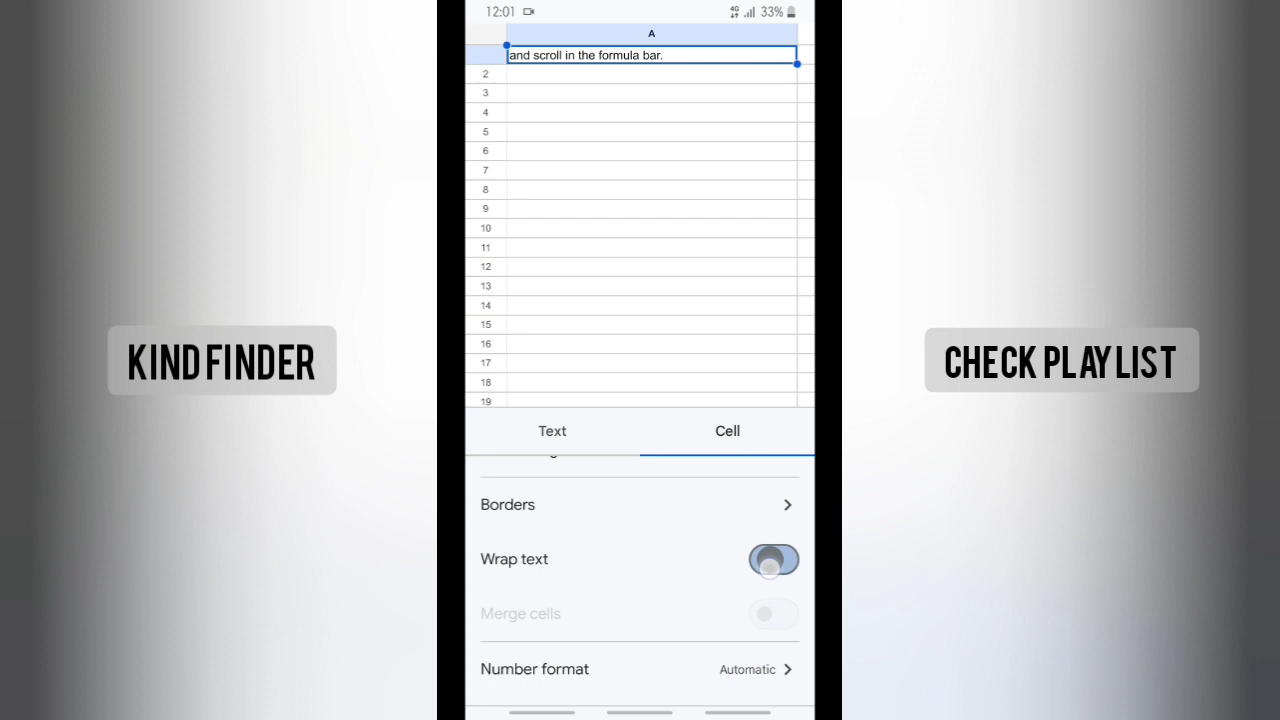 12:01 4G 33%
A
and scroll in the formula bar.
2
3
4
5
6
7
8
9
10
11
12
13
14
15
16
17
18
19
KIND FINDER
CHECK PLAYLIST
Text Cell
Borders
Wrap text
Merge cells
Number format Automatic